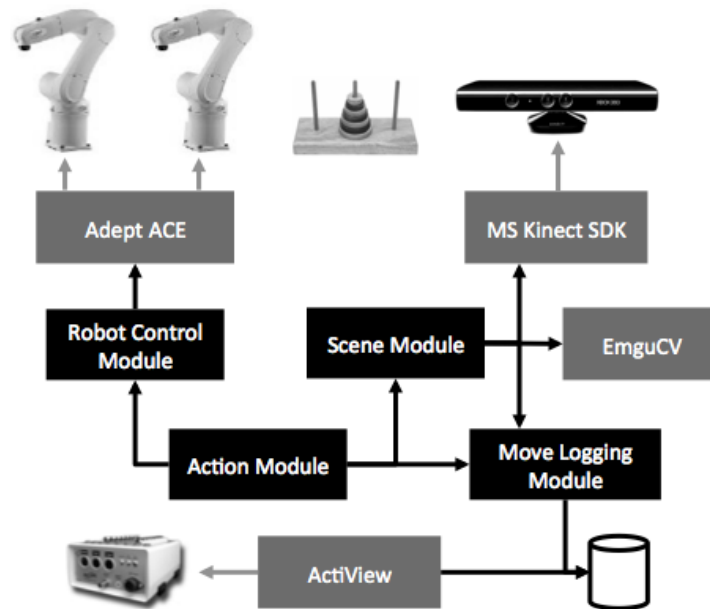 Adept ACE
MS Kinect SDK
Robot Control
Module
Scene Module
EmguCV
Action Module
Move Logging
Module
ActiView